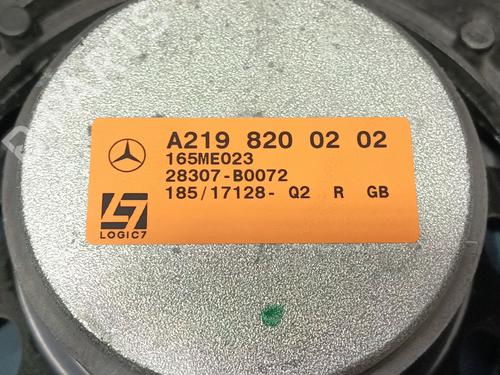 A219 820 02 02
165ME023
28307-B0072
185/17128- Q2 R GB
LOGIC7